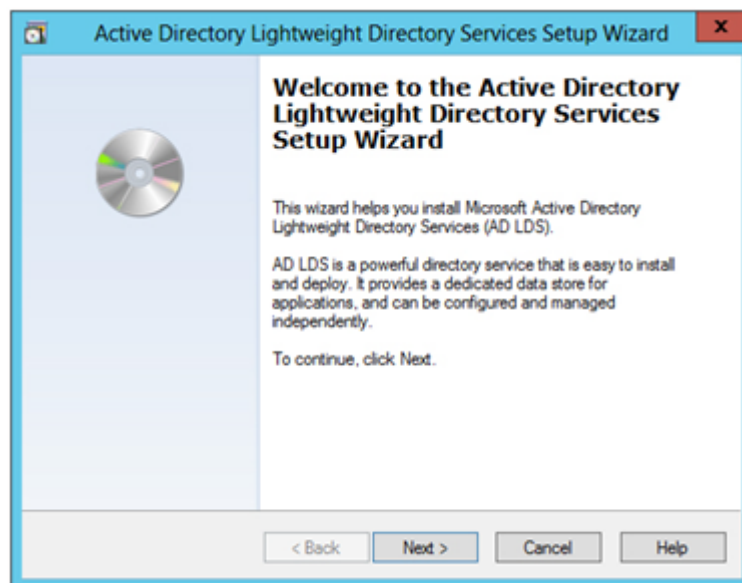 Active Directory Lightweight Directory Services Setup Wizard
x
Welcome to the Active Directory
Lightweight Directory Services
Setup Wizard
This wizard helps you install Microsoft Active Directory
Lightweight Directory Services (AD LDS).
AD LDS is a powerful directory service that is easy to install
and deploy. It provides a dedicated data store for
applications, and can be configured and managed
independently.
To continue, click Next.
< Back
Next >
Cancel
Help